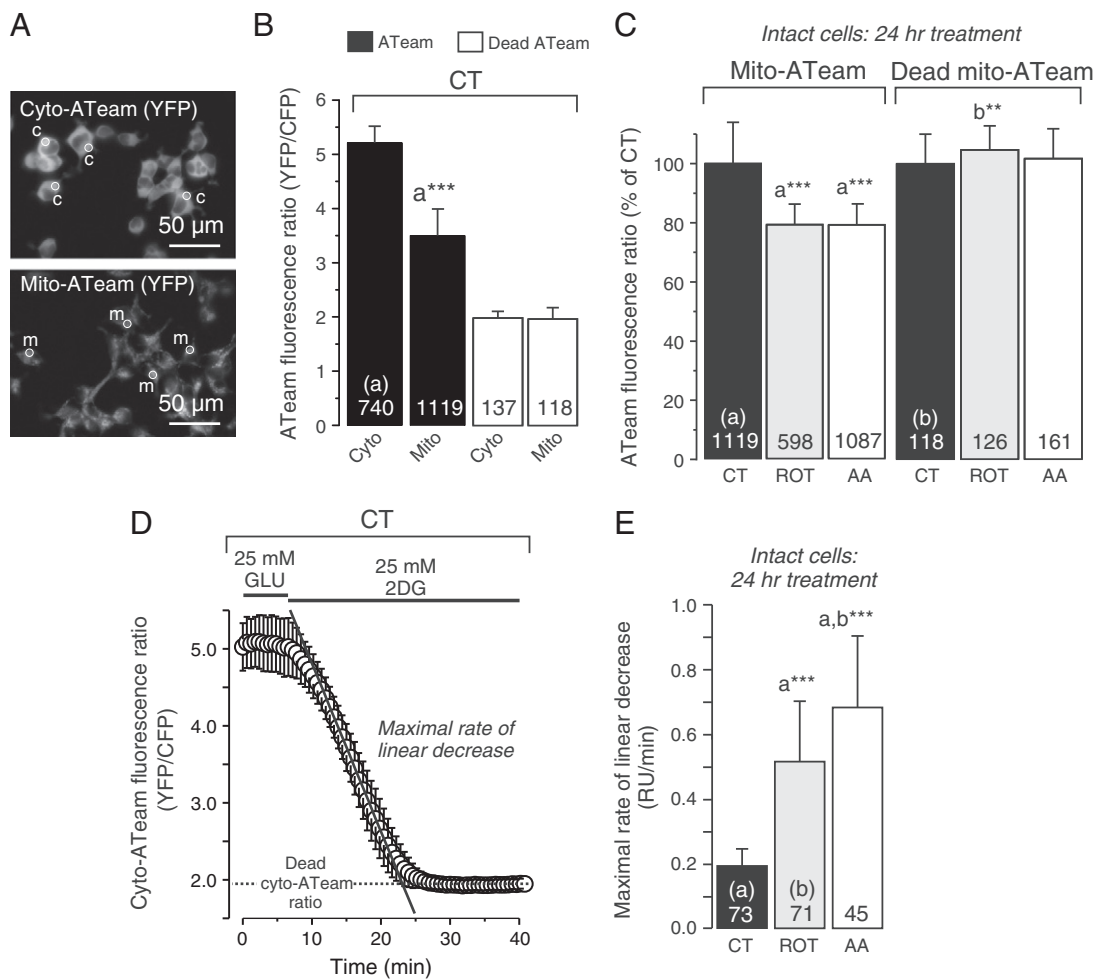 A
Cyto-ATeam (YFP)
c
c
c
c
50 µm
Mito-ATeam (YFP)
m
m
m
m
50 µm
B
ATeam
Dead ATeam
CT
ATeam fluorescence ratio (YFP/CFP)
6
5
4
3
2
1
0
a***
(a)
740
1119
137
118
Cyto
Mito
Cyto
Mito
C
Intact cells: 24 hr treatment
Mito-ATeam
Dead mito-ATeam
ATeam fluorescence ratio (% of CT)
100
80
60
40
20
0
a***
a***
b**
(a)
1119
598
1087
(b)
118
126
161
CT
ROT
AA
CT
ROT
AA
D
CT
25 mM
GLU
25 mM
2DG
Cyto-ATeam fluorescence ratio
(YFP/CFP)
5.0
4.0
3.0
2.0
Maximal rate of
linear decrease
Dead
cyto-ATeam
ratio
0
10
20
30
40
Time (min)
E
Intact cells:
24 hr treatment
Maximal rate of linear decrease
(RU/min)
1.0
0.8
0.6
0.4
0.2
0.0
a***
a,b***
(a)
73
(b)
71
45
CT
ROT
AA